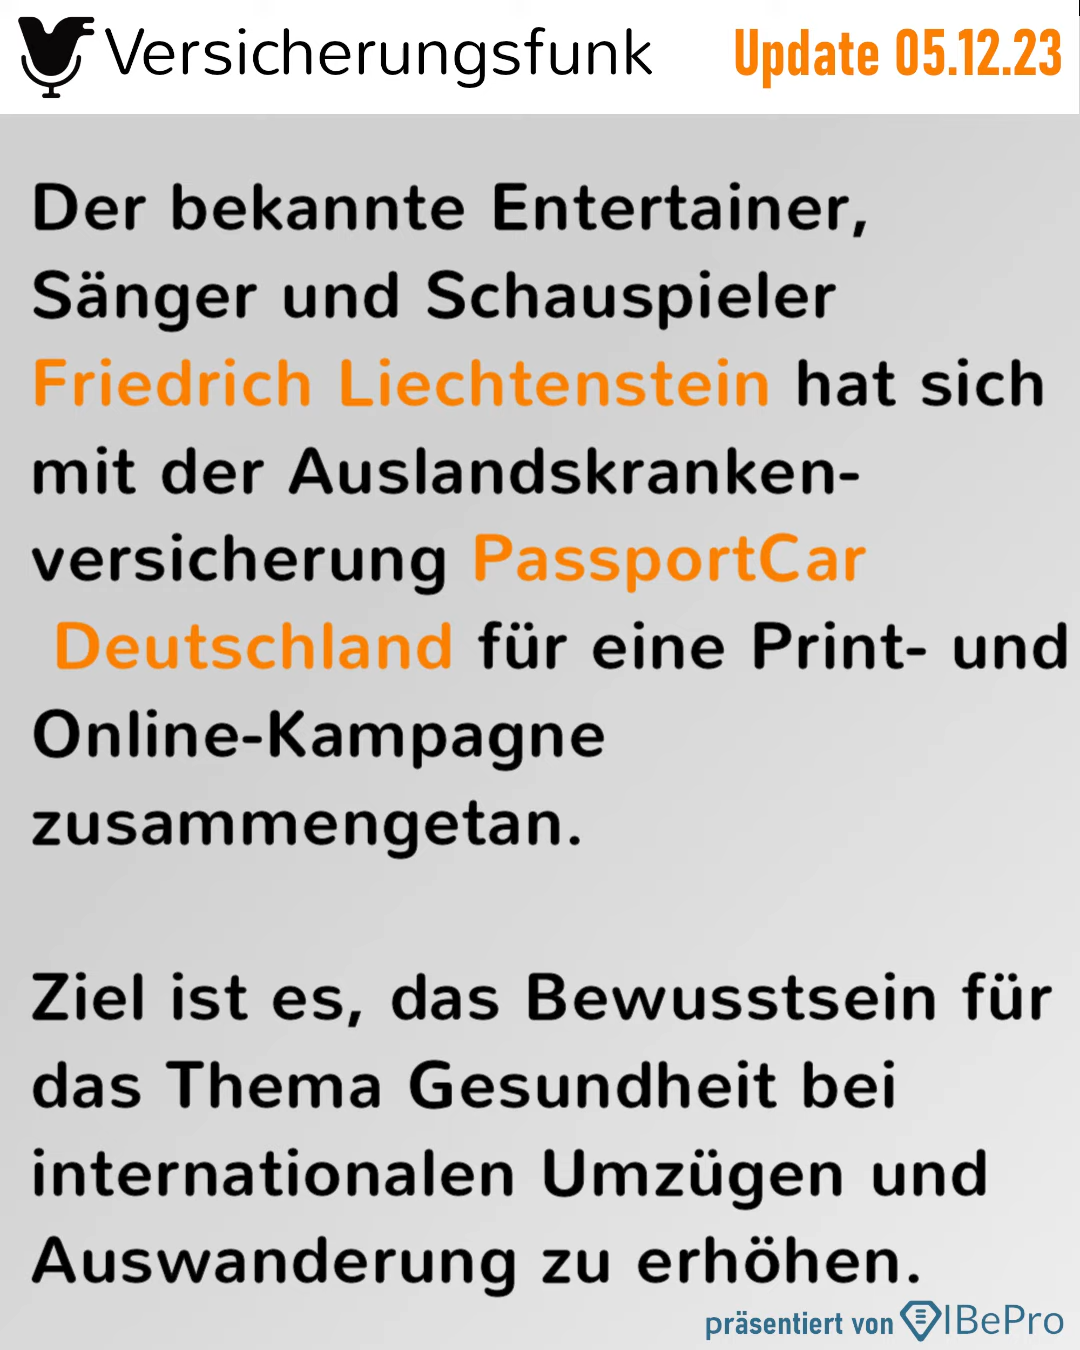 Versicherungsfunk
Update 05.12.23
Der bekannte Entertainer,
Sänger und Schauspieler
Friedrich Liechtenstein hat sich
mit der Auslandskranken-
versicherung PassportCar
Deutschland für eine Print- und
Online-Kampagne
zusammengetan.
Ziel ist es, das Bewusstsein für
das Thema Gesundheit bei
internationalen Umzügen und
Auswanderung zu erhöhen.
präsentiert von IBePro